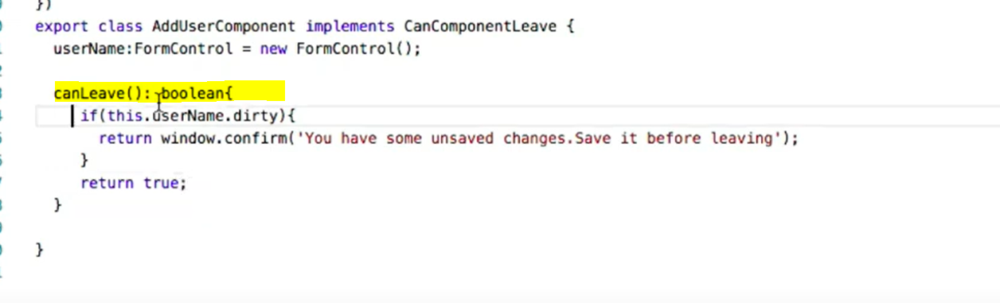 })
export class AddUserComponent implements CanComponentLeave {
userName:FormControl = new FormControl();
canLeave(): boolean{
if(this.userName.dirty){
return window.confirm('You have some unsaved changes.Save it before leaving');
}
return true;
}
}